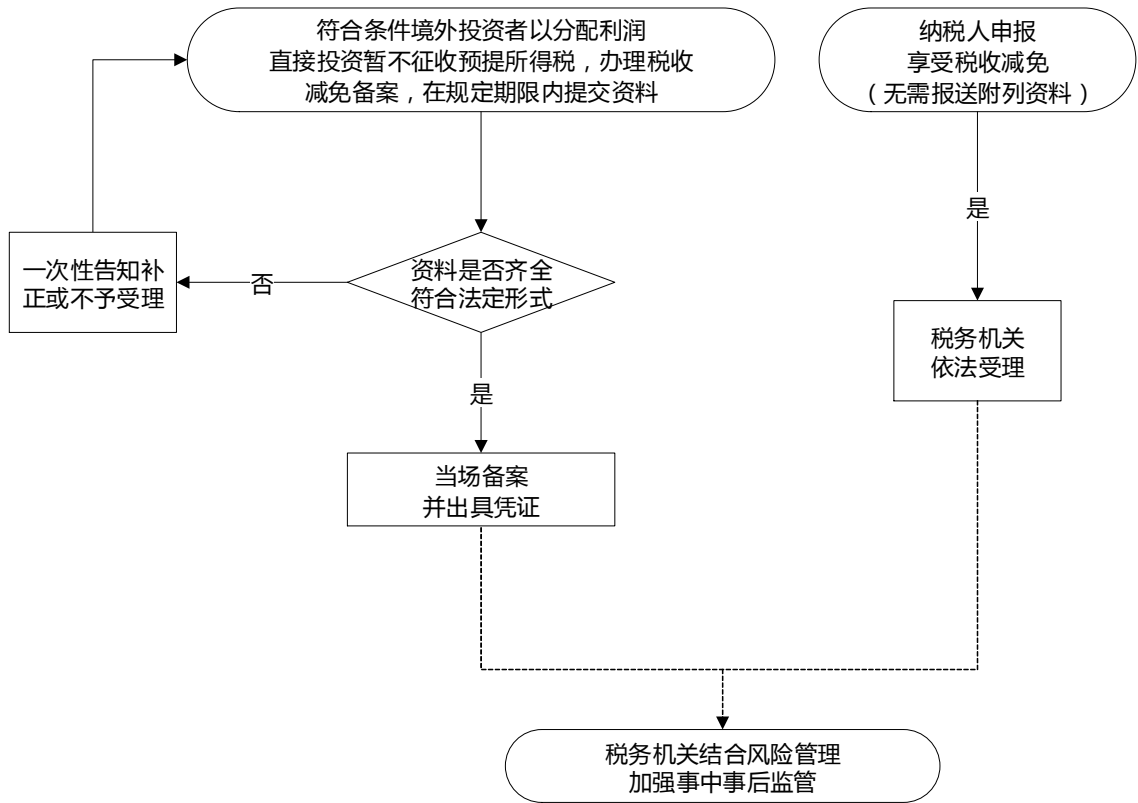 符合条件境外投资者以分配利润
直接投资暂不征收预提所得税，办理税收
减免备案，在规定期限内提交资料
纳税人申报
享受税收减免
（无需报送附列资料）
是
一次性告知补
正或不予受理
否
资料是否齐全
符合法定形式
税务机关
依法受理
是
当场备案
并出具凭证
税务机关结合风险管理
加强事中事后监管